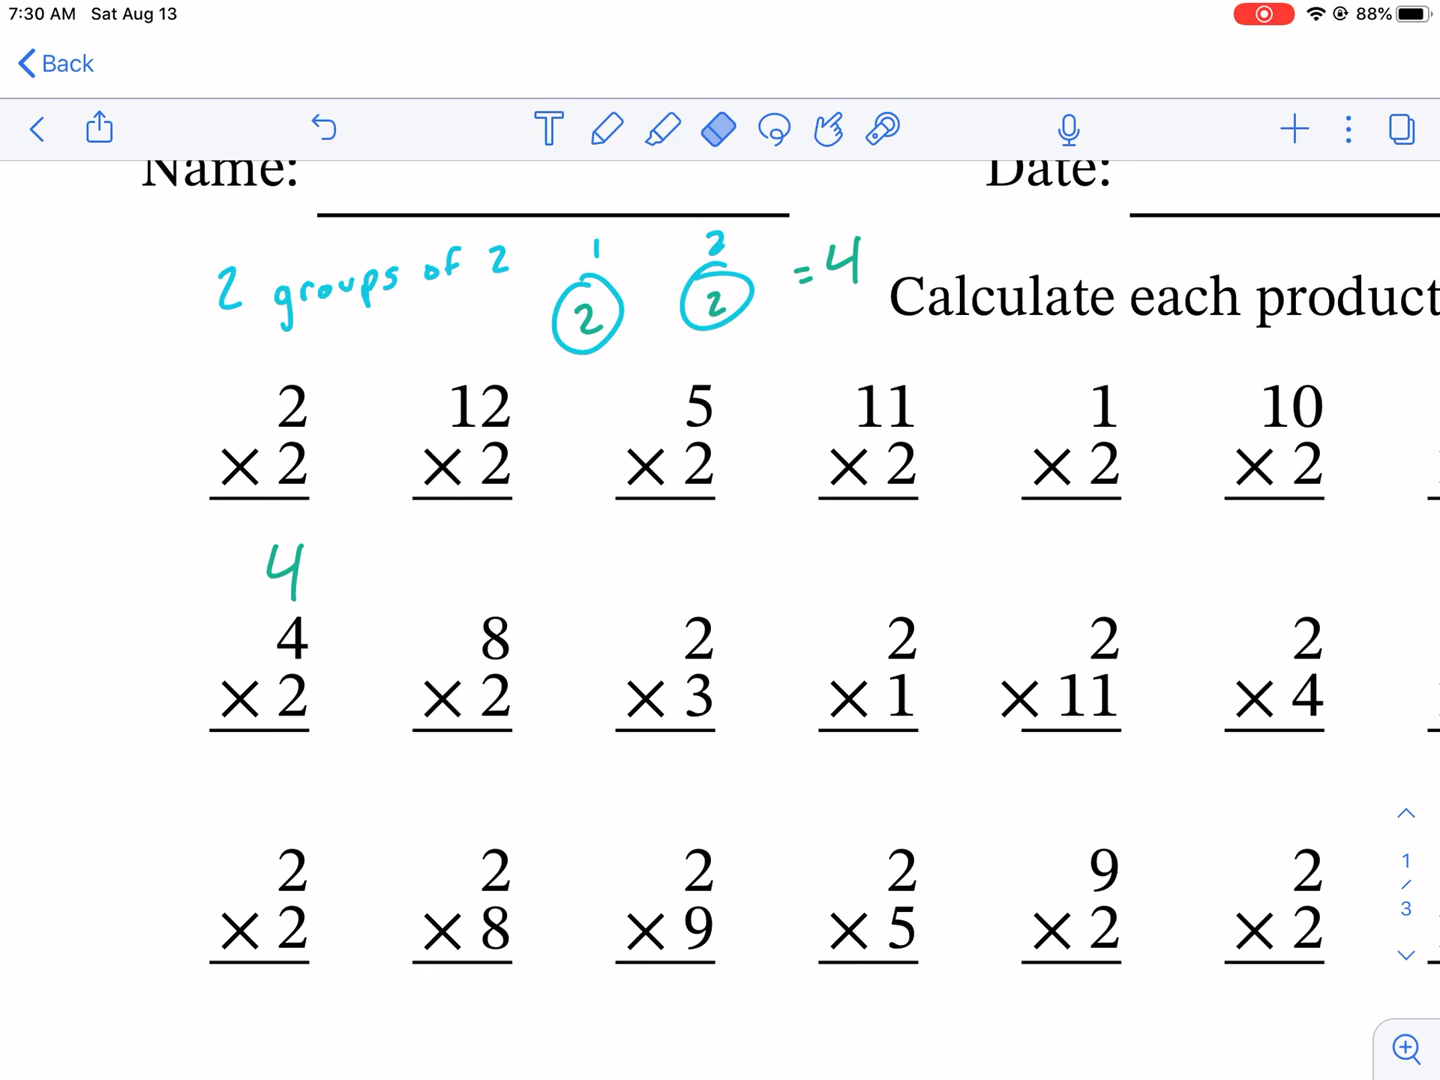 7:30 AM Sat Aug 13 88%
Back
Name: Date:
2 groups of 2 1 2 = 4
2 2
Calculate each product
2 12 5 11 1 10
× 2 × 2 × 2 × 2 × 2 × 2
4
4 8 2 2 2 2
× 2 × 2 × 3 × 1 × 11 × 4
1
/
3
2 2 2 2 9 2
× 2 × 8 × 9 × 5 × 2 × 2